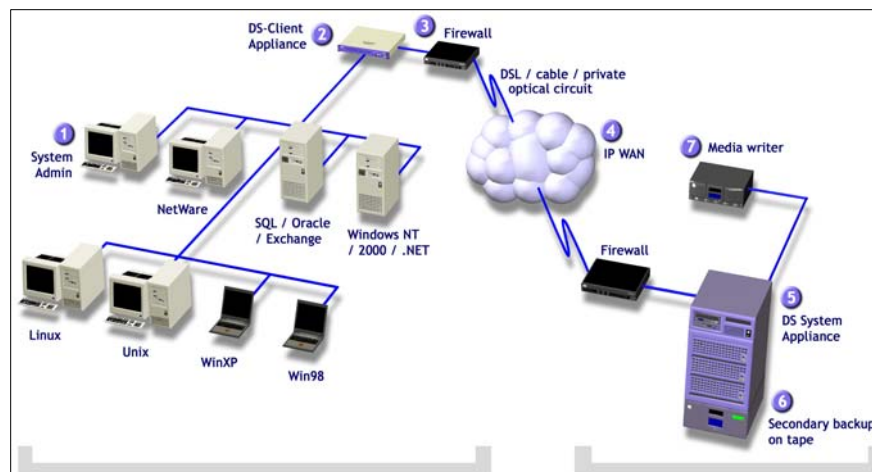 DS-Client
Appliance
2
3
Firewall
DSL / cable / private
optical circuit
1
System
Admin
NetWare
SQL / Oracle
/ Exchange
Windows NT
/ 2000 / .NET
4
IP WAN
7
Media writer
Firewall
Linux
Unix
WinXP
Win98
5
DS System
Appliance
6
Secondary backup
on tape